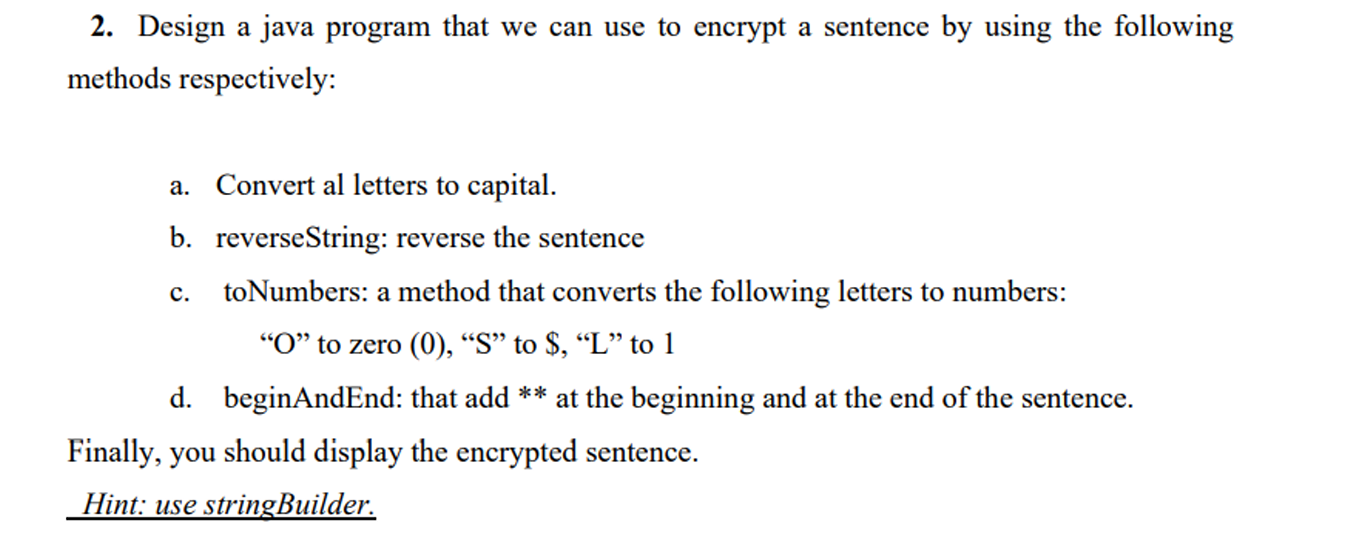 2. Design a java program that we can use to encrypt a sentence by using the following
methods respectively:
a. Convert al letters to capital.
b. reverseString: reverse the sentence
c. toNumbers: a method that converts the following letters to numbers:
“O” to zero (0), “S” to $, “L” to 1
d. beginAndEnd: that add ** at the beginning and at the end of the sentence.
Finally, you should display the encrypted sentence.
Hint: use stringBuilder.